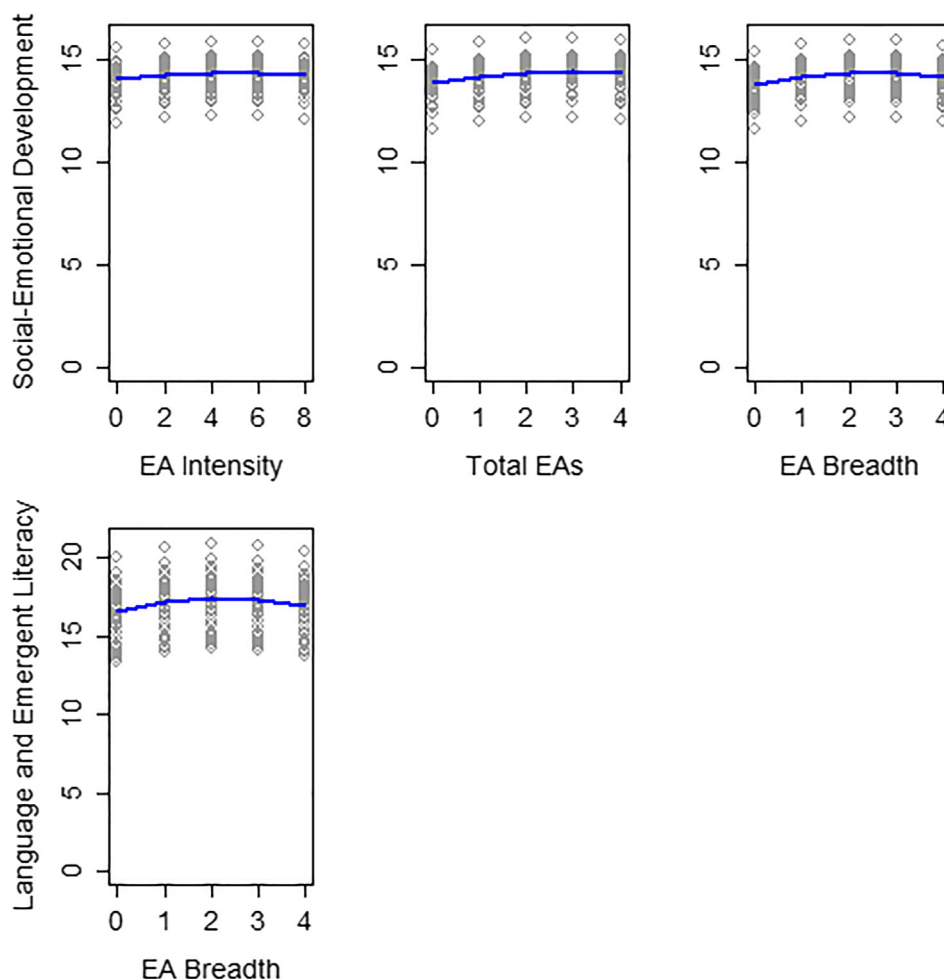 Social-Emotional Development
15
10
5
0
0 2 4 6 8
EA Intensity
15
10
5
0
0 1 2 3 4
Total EAs
15
10
5
0
0 1 2 3 4
EA Breadth
Language and Emergent Literacy
20
15
10
5
0
0 1 2 3 4
EA Breadth